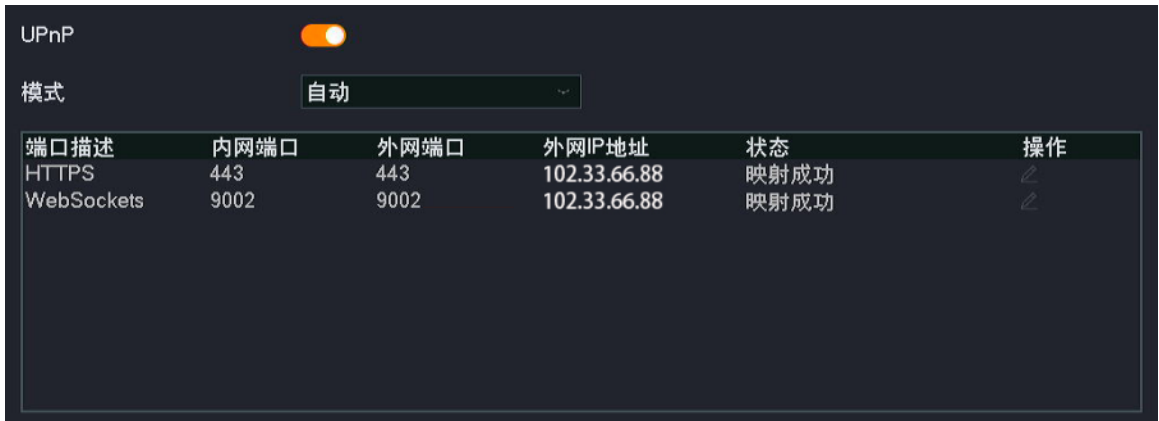 UPnP
模式 自动
端口描述 内网端口 外网端口 外网IP地址 状态 操作
HTTPS 443 443 102.33.66.88 映射成功
WebSockets 9002 9002 102.33.66.88 映射成功